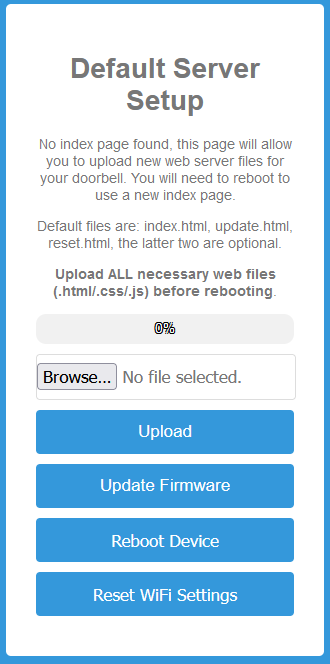 Default Server
Setup
No index page found, this page will allow
you to upload new web server files for
your doorbell. You will need to reboot to
use a new index page.
Default files are: index.html, update.html,
reset.html, the latter two are optional.
Upload ALL necessary web files
(.html/.css/.js) before rebooting.
0%
Browse... No file selected.
Upload
Update Firmware
Reboot Device
Reset WiFi Settings